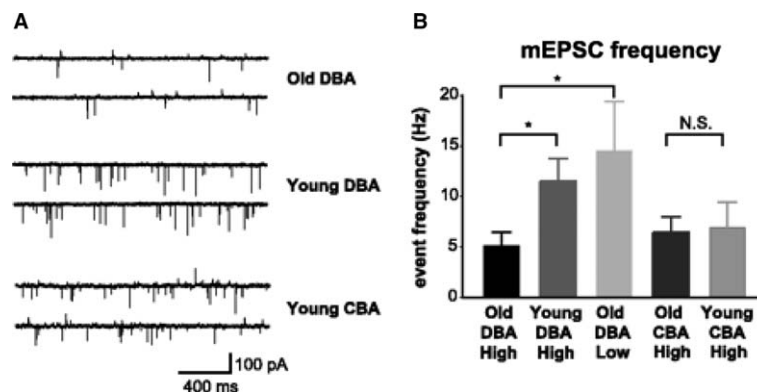 A
Old DBA
Young DBA
Young CBA
100 pA
400 ms
B
mEPSC frequency
event frequency (Hz)
20
15
10
5
0
*
*
N.S.
Old DBA High
Young DBA High
Old DBA Low
Old CBA High
Young CBA High